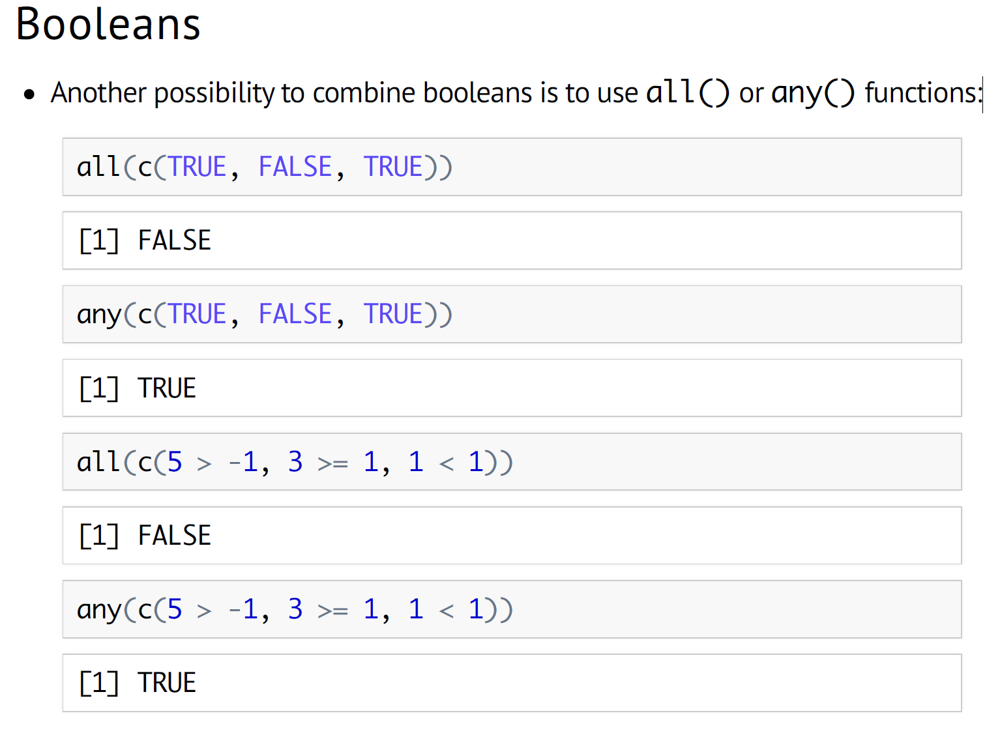 Booleans
• Another possibility to combine booleans is to use all() or any() functions:
all(c(TRUE, FALSE, TRUE))
[1] FALSE
any(c(TRUE, FALSE, TRUE))
[1] TRUE
all(c(5 > -1, 3 >= 1, 1 < 1))
[1] FALSE
any(c(5 > -1, 3 >= 1, 1 < 1))
[1] TRUE